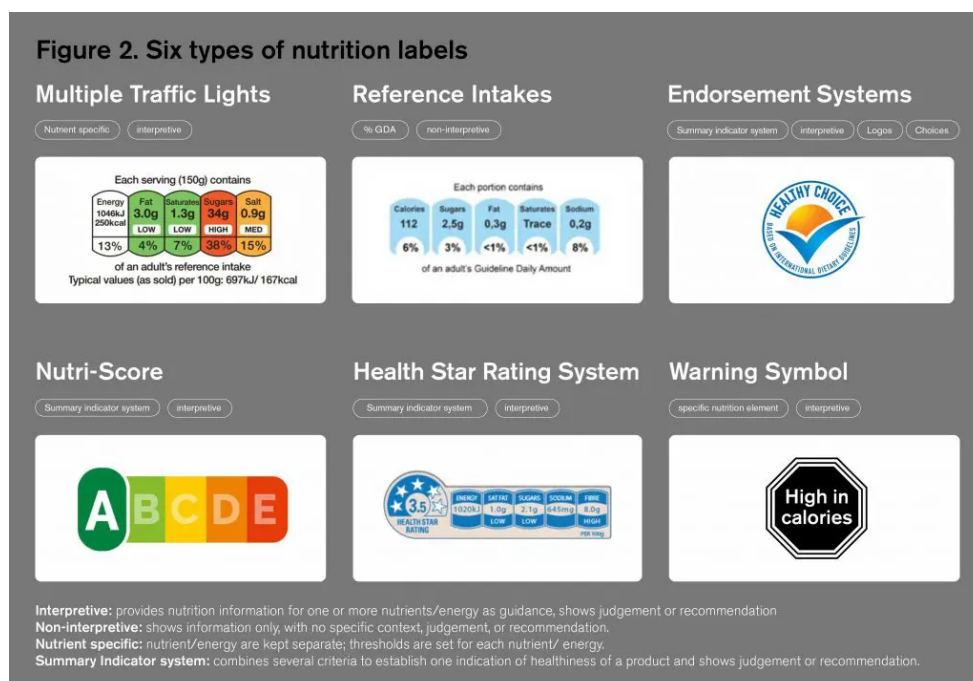 Figure 2. Six types of nutrition labels
Multiple Traffic Lights
Nutrient specific
interpretive
Each serving (150g) contains
Energy
1046kJ
250kcal
13%
Fat
3.0g
LOW
4%
Saturates
1.3g
LOW
7%
Sugars
34g
HIGH
38%
Salt
0.9g
MED
15%
of an adult's reference intake
Typical values (as sold) per 100g: 697kJ/ 167kcal
Reference Intakes
% GDA
non-interpretive
Each portion contains
Calories
112
6%
Sugars
2,5g
3%
Fat
0,3g
<1%
Saturates
Trace
<1%
Sodium
0,2g
8%
of an adult's Guideline Daily Amount
Endorsement Systems
Summary indicator system
interpretive
Logos
Choices
HEALTHY CHOICE
BASED ON INTERNATIONAL DIETARY GUIDELINES
Nutri-Score
Summary indicator system
interpretive
A B C D E
Health Star Rating System
Summary indicator system
interpretive
3.5
HEALTH STAR
RATING
ENERGY
1020kJ
SAT FAT
1.0g
LOW
SUGARS
2.1g
LOW
SODIUM
645mg
FIBRE
8.0g
HIGH
PER 100g
Warning Symbol
specific nutrition element
interpretive
High in
calories
Interpretive: provides nutrition information for one or more nutrients/energy as guidance, shows judgement or recommendation
Non-interpretive: shows information only, with no specific context, judgement, or recommendation.
Nutrient specific: nutrient/energy are kept separate; thresholds are set for each nutrient/ energy.
Summary Indicator system: combines several criteria to establish one indication of healthiness of a product and shows judgement or recommendation.